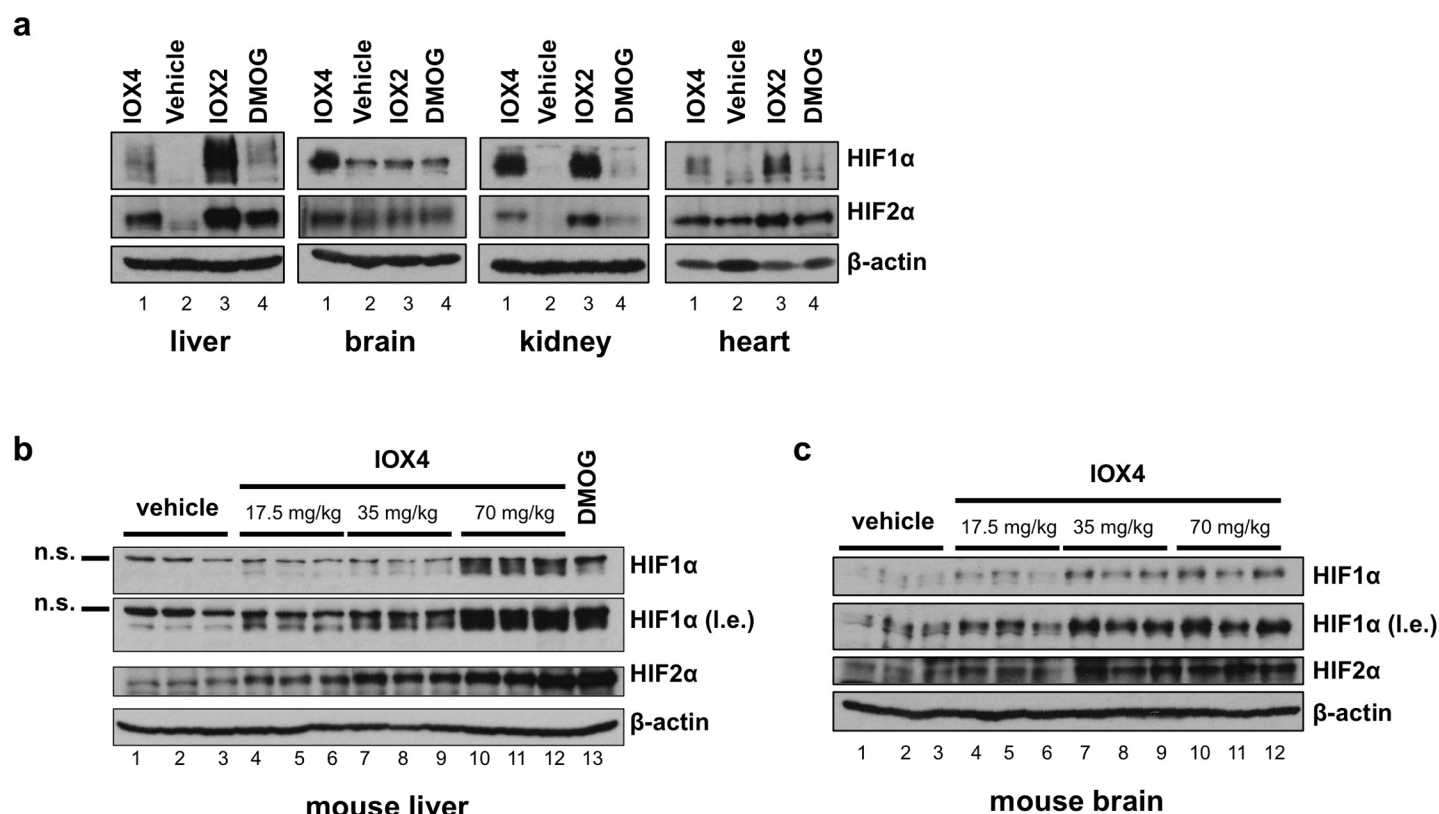 a
IOX4 Vehicle IOX2 DMOG IOX4 Vehicle IOX2 DMOG IOX4 Vehicle IOX2 DMOG IOX4 Vehicle IOX2 DMOG
HIF1α
HIF2α
β-actin
1 2 3 4 1 2 3 4 1 2 3 4 1 2 3 4
liver brain kidney heart
b
IOX4
DMOG
vehicle 17.5 mg/kg 35 mg/kg 70 mg/kg
n.s. HIF1α
n.s. HIF1α (l.e.)
HIF2α
β-actin
1 2 3 4 5 6 7 8 9 10 11 12 13
mouse liver
c
IOX4
vehicle 17.5 mg/kg 35 mg/kg 70 mg/kg
HIF1α
HIF1α (l.e.)
HIF2α
β-actin
1 2 3 4 5 6 7 8 9 10 11 12
mouse brain